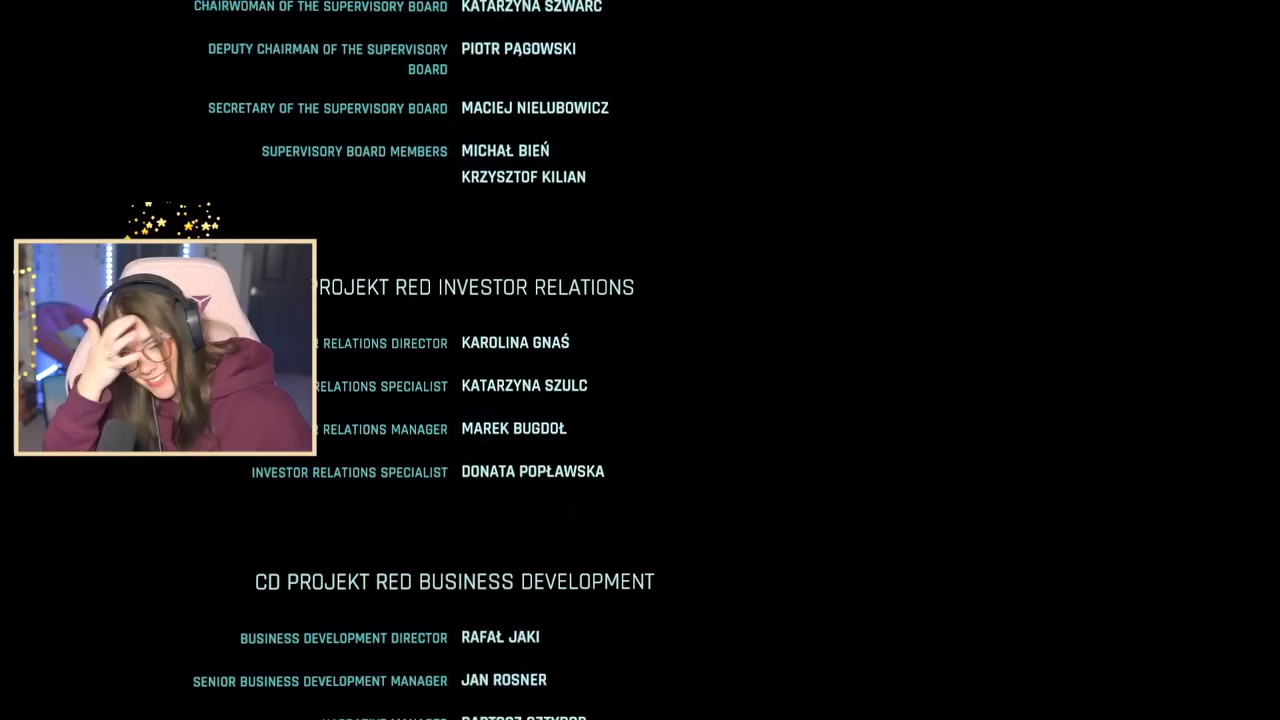 CHAIRWOMAN OF THE SUPERVISORY BOARD KATARZYNA SZWARC
DEPUTY CHAIRMAN OF THE SUPERVISORY BOARD PIOTR PĄGOWSKI
SECRETARY OF THE SUPERVISORY BOARD MACIEJ NIELUBOWICZ
SUPERVISORY BOARD MEMBERS MICHAŁ BIEŃ
KRZYSZTOF KILIAN
PROJEKT RED INVESTOR RELATIONS
RELATIONS DIRECTOR KAROLINA GNAŚ
RELATIONS SPECIALIST KATARZYNA SZULC
RELATIONS MANAGER MAREK BUGDOŁ
INVESTOR RELATIONS SPECIALIST DONATA POPŁAWSKA
CD PROJEKT RED BUSINESS DEVELOPMENT
BUSINESS DEVELOPMENT DIRECTOR RAFAŁ JAKI
SENIOR BUSINESS DEVELOPMENT MANAGER JAN ROSNER